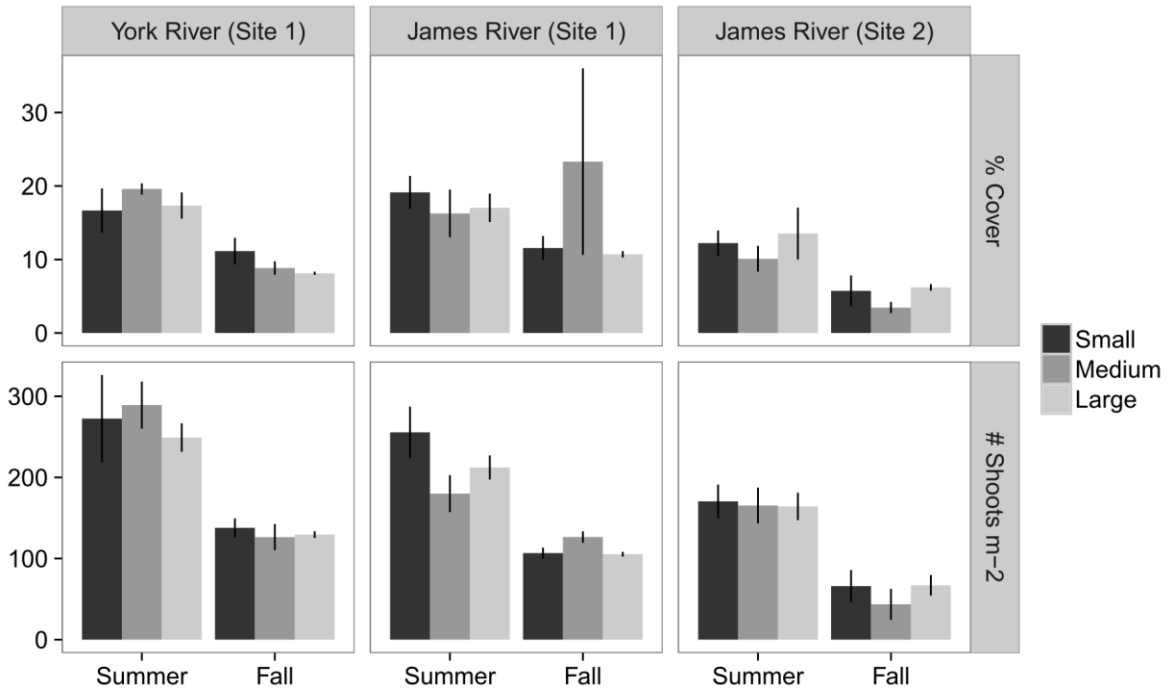 York River (Site 1) James River (Site 1) James River (Site 2)
30
20
10
0
% Cover
Small
Medium
Large
300
200
100
0
# Shoots m−2
Summer Fall Summer Fall Summer Fall